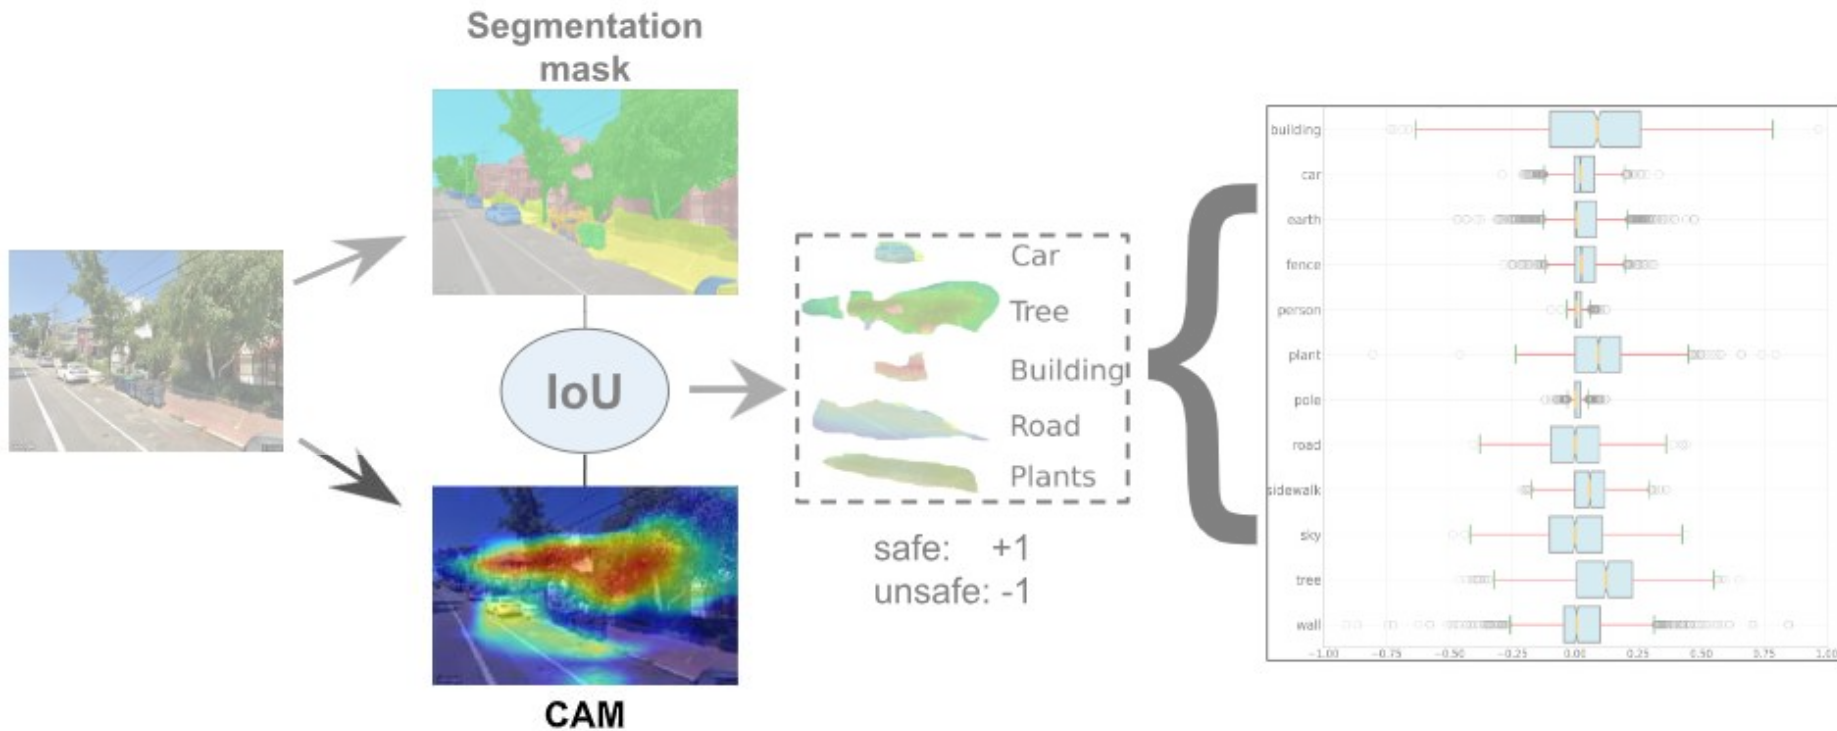 Segmentation
mask
IoU
CAM
Car
Tree
Building
Road
Plants
safe: +1
unsafe: -1
building
car
earth
fence
person
plant
pole
road
sidewalk
sky
tree
wall
-1.00 -0.75 -0.50 -0.25 0.00 0.25 0.50 0.75 1.00